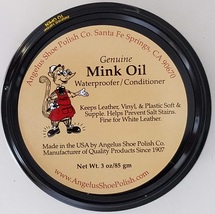 Angelus Shoe Polish Co. Santa Fe Springs, CA 90670
Genuine
Mink Oil
Waterproofer/Conditioner
Keeps Leather, Vinyl, & Plastic Soft &
Supple. Helps Prevent Salt Stains.
Fine for White Leather.
Made in the USA by Angelus Shoe Polish Co.
Manufacturer of Quality Products Since 1907
Net Wt. 3 oz/85 gm
www.AngelusShoePolish.com